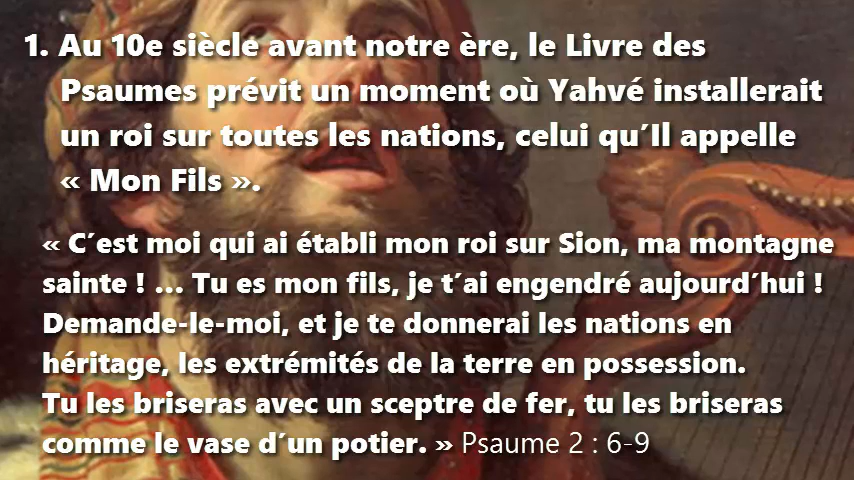 1. Au 10e siècle avant notre ère, le Livre des
Psaumes prévit un moment où Yahvé installerait
un roi sur toutes les nations, celui qu´Il appelle
« Mon Fils ».
« C´est moi qui ai établi mon roi sur Sion, ma montagne
sainte ! ... Tu es mon fils, je t´ai engendré aujourd´hui !
Demande-le-moi, et je te donnerai les nations en
héritage, les extrémités de la terre en possession.
Tu les briseras avec un sceptre de fer, tu les briseras
comme le vase d´un potier. » Psaume 2 : 6-9